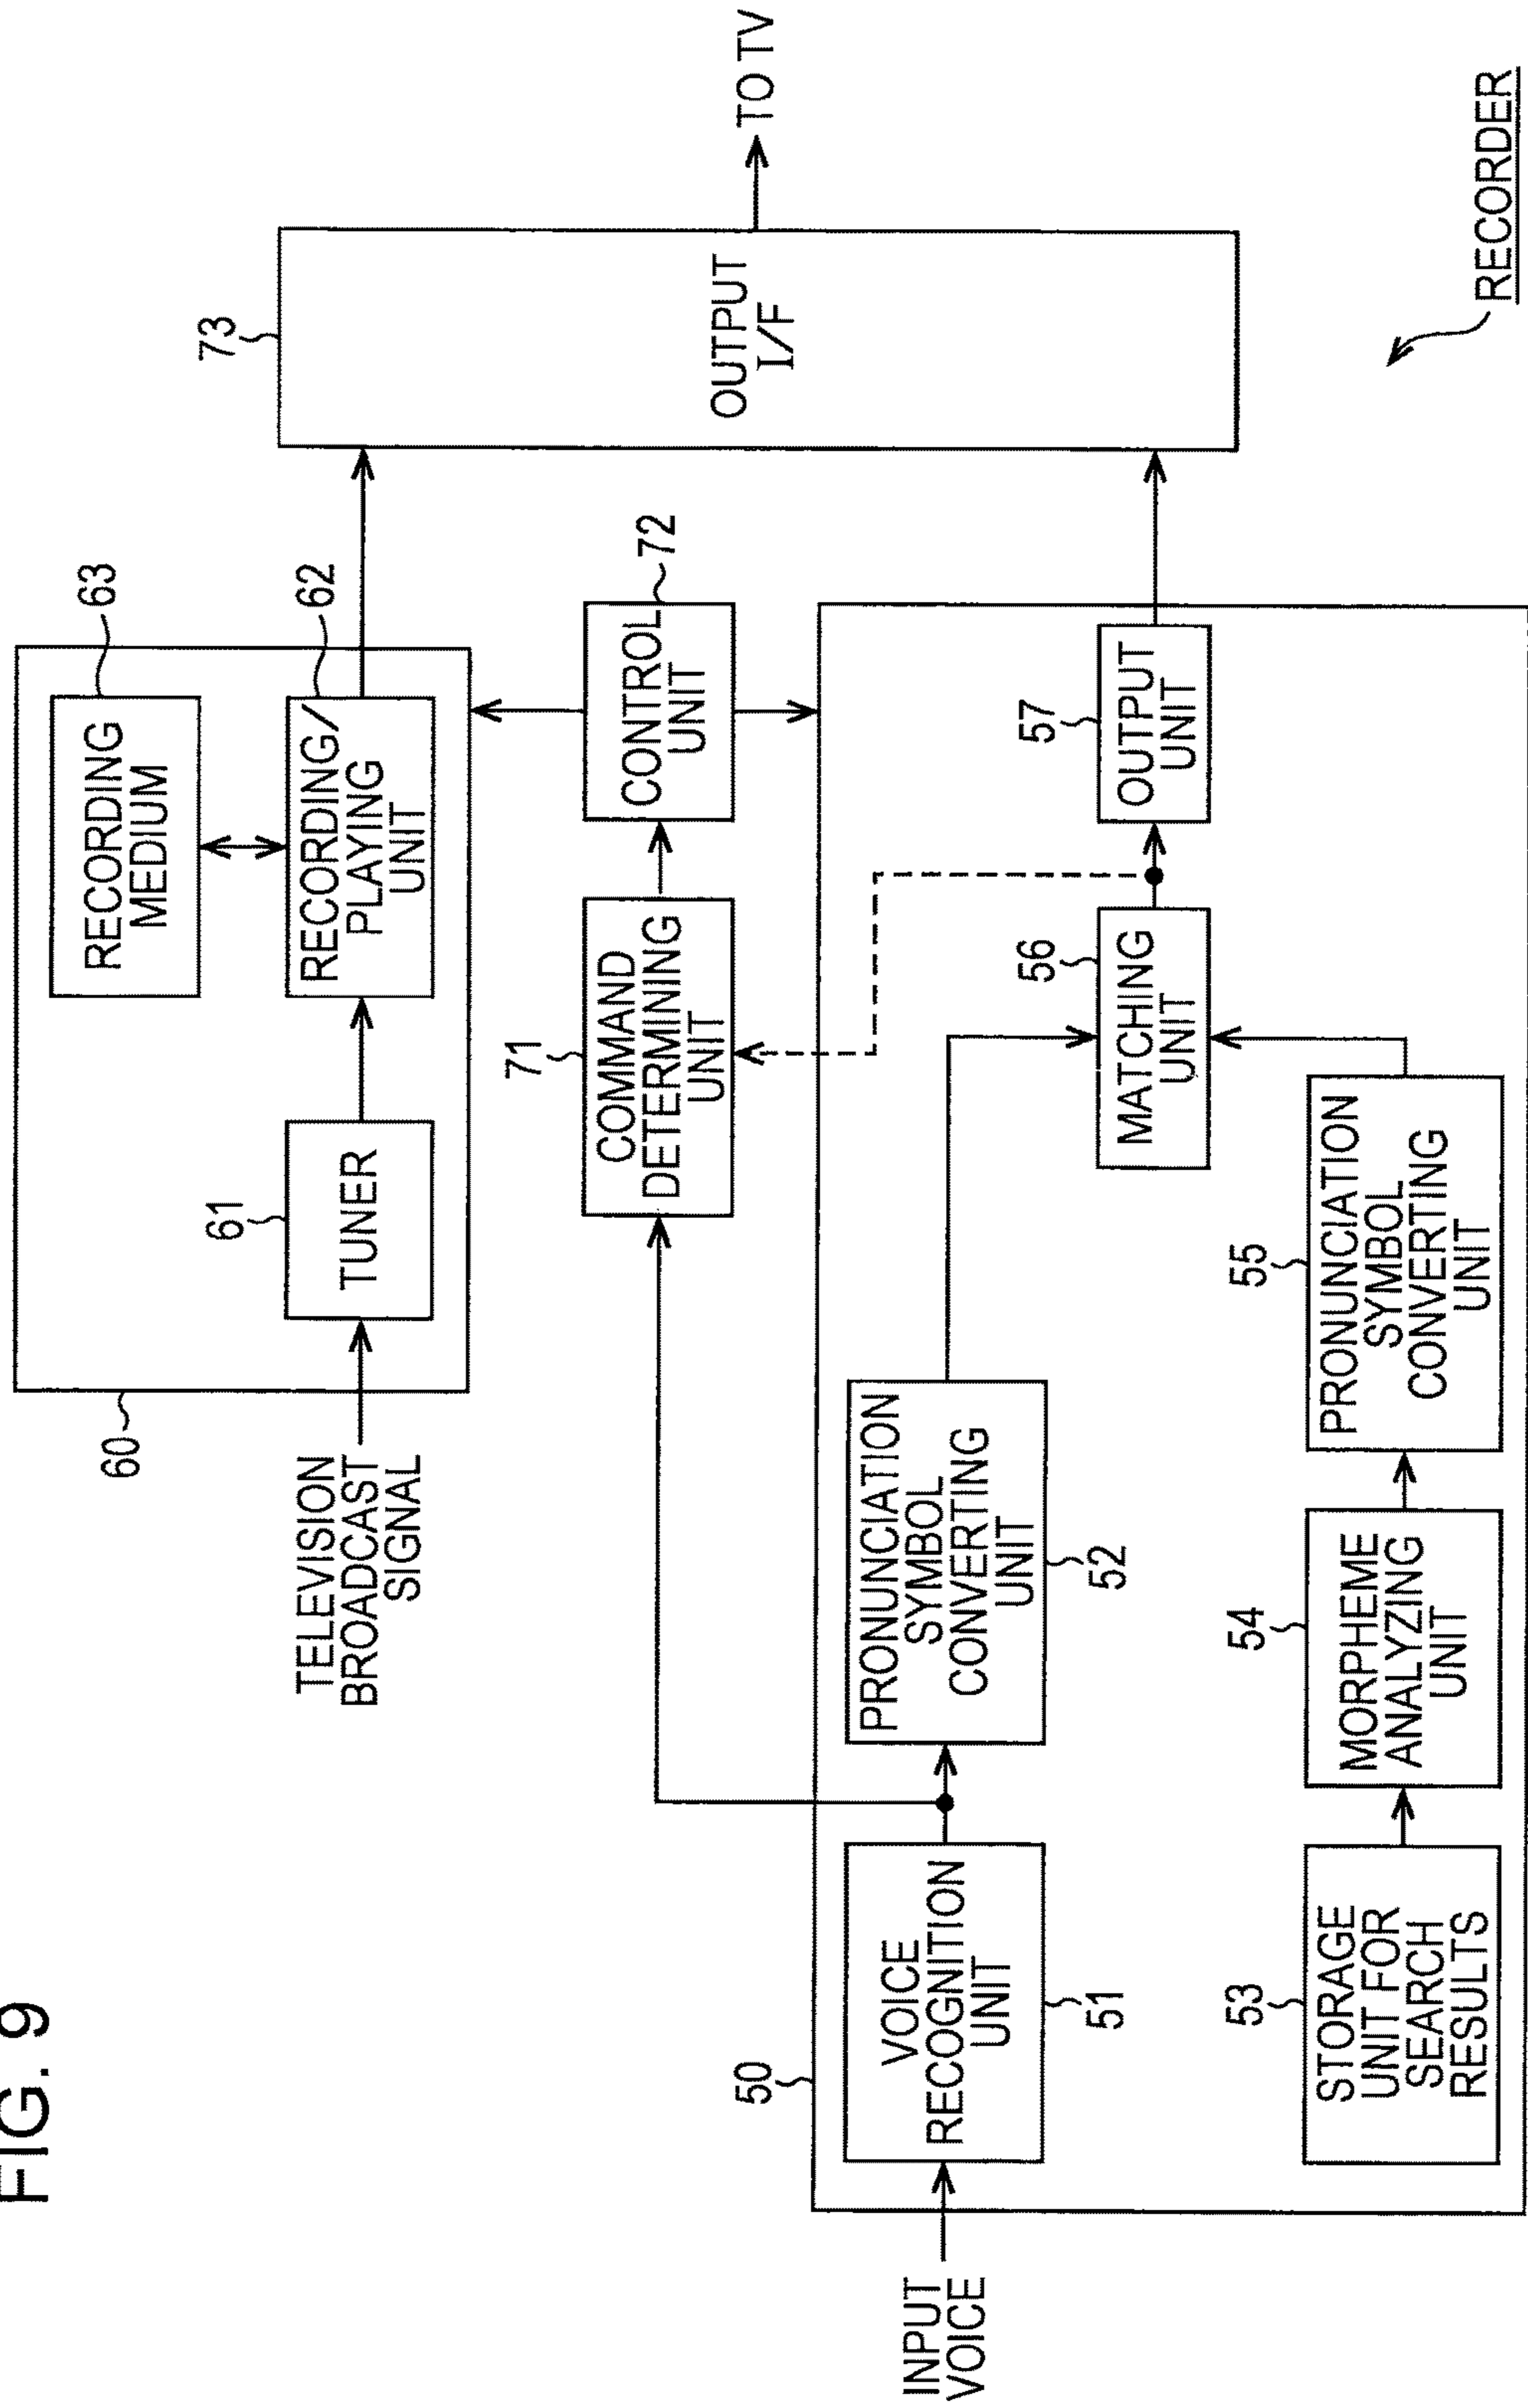 FIG. 9
60
TELEVISION
BROADCAST
SIGNAL
61
TUNER
63
RECORDING
MEDIUM
62
RECORDING/
PLAYING
UNIT
71
COMMAND
DETERMINING
UNIT
72
CONTROL
UNIT
73
OUTPUT
I/F
TO TV
50
INPUT
VOICE
VOICE
RECOGNITION
UNIT
51
PRONUNCIATION
SYMBOL
CONVERTING
UNIT
52
56
MATCHING
UNIT
57
OUTPUT
UNIT
53
STORAGE
UNIT FOR
SEARCH
RESULTS
54
MORPHEME
ANALYZING
UNIT
55
PRONUNCIATION
SYMBOL
CONVERTING
UNIT
RECORDER